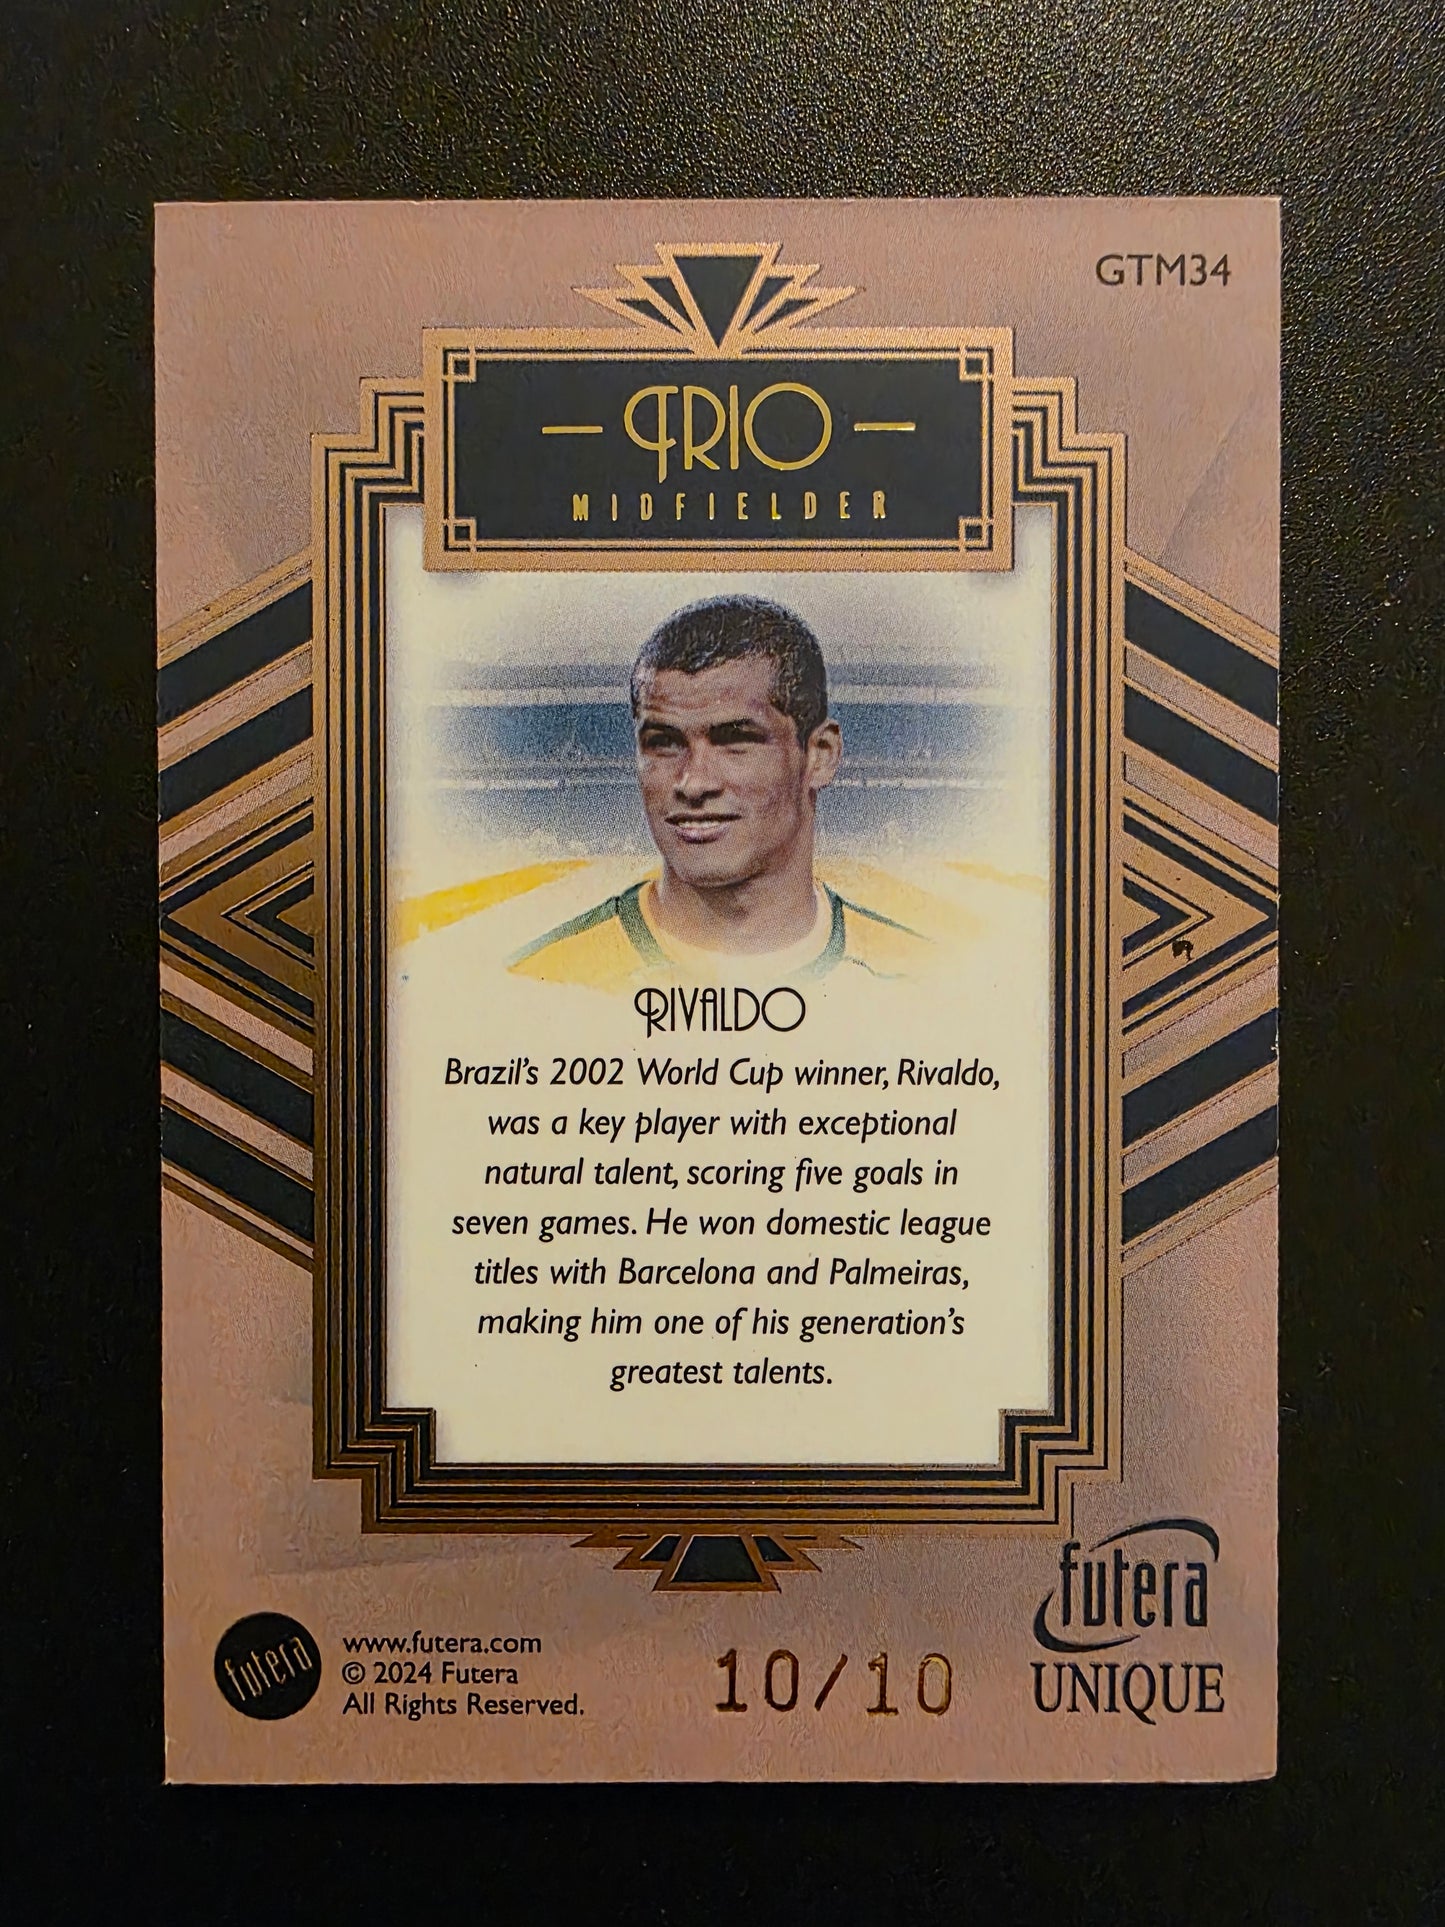 GTM34
TRIO
MIDFIELDER
RIVALDO
Brazil's 2002 World Cup winner, Rivaldo,
was a key player with exceptional
natural talent, scoring five goals in
seven games. He won domestic league
titles with Barcelona and Palmeiras,
making him one of his generation's
greatest talents.
futera
www.futera.com
© 2024 Futera
All Rights Reserved.
10/10
futera
UNIQUE